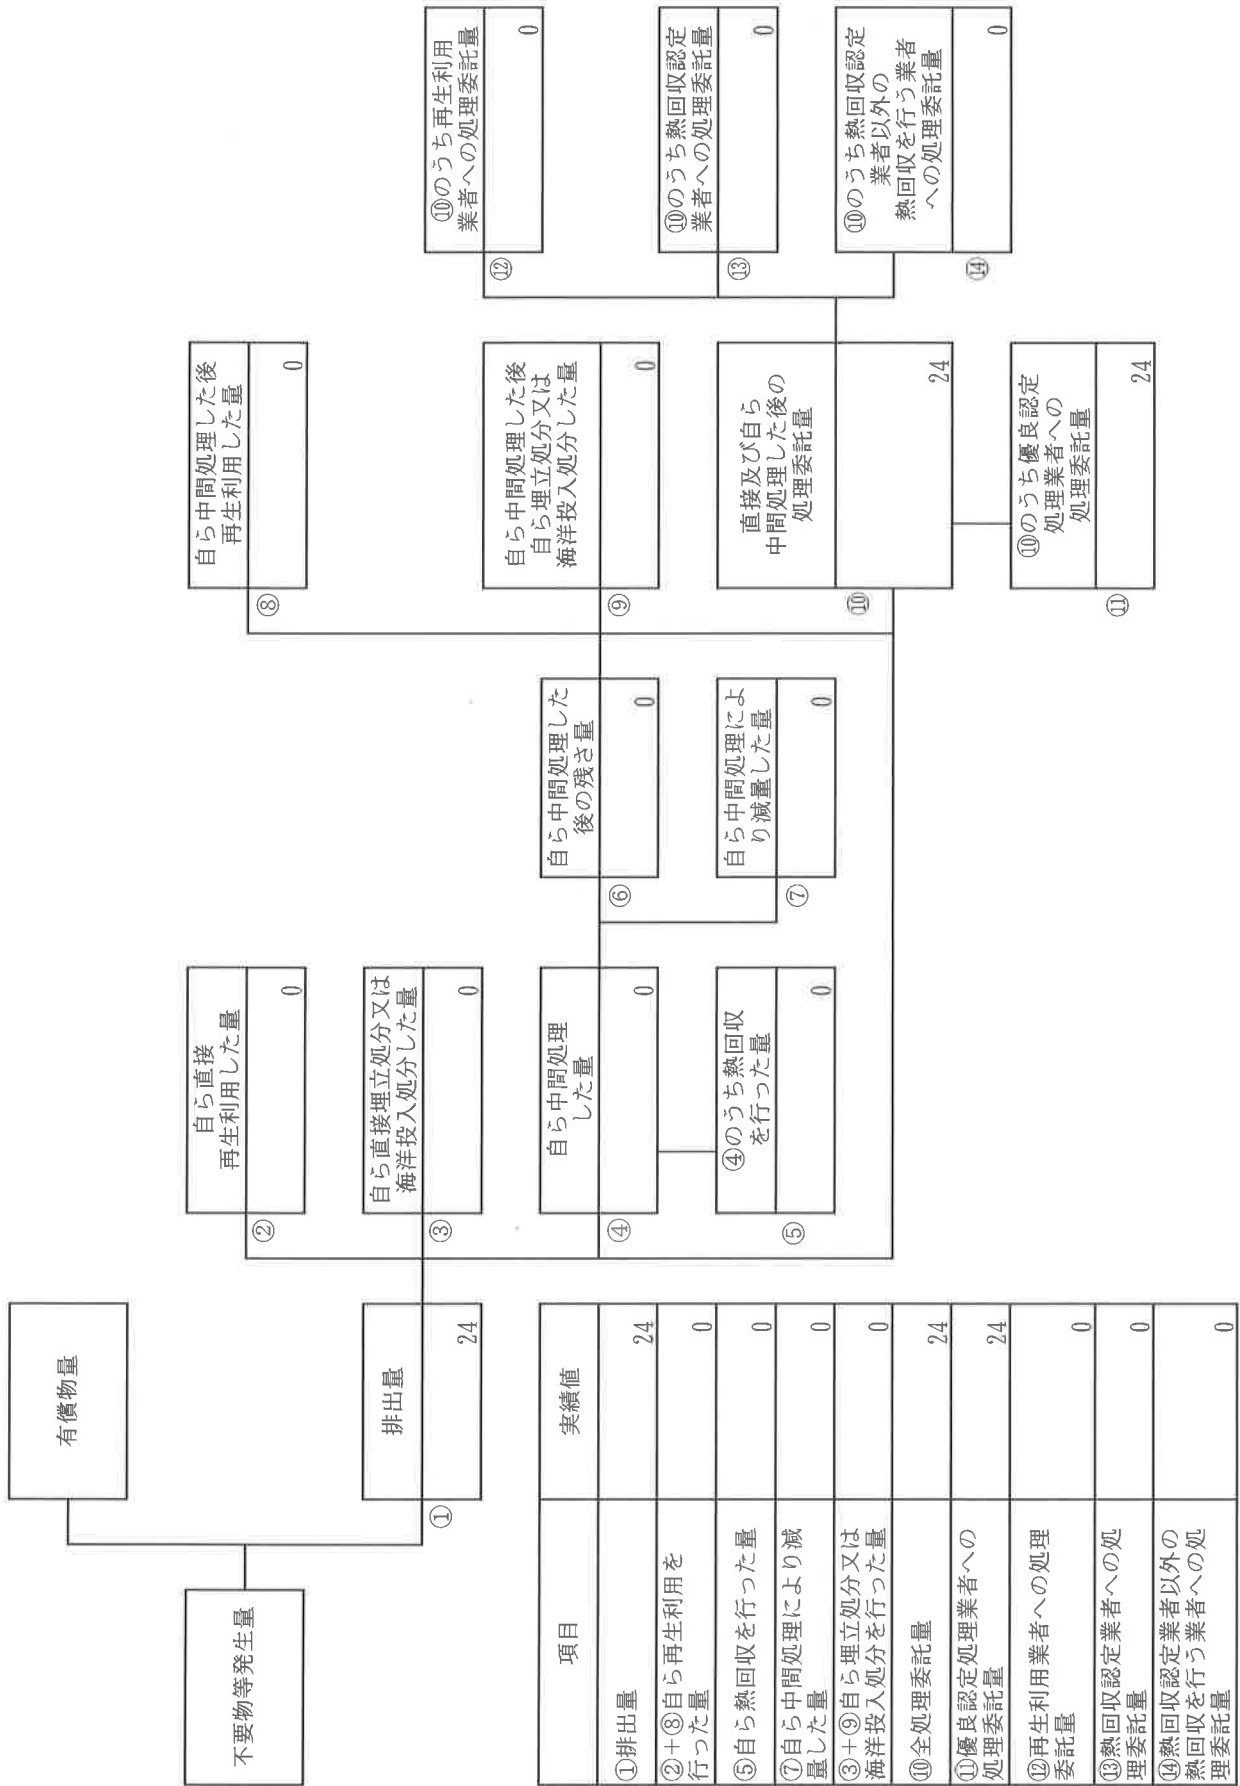 不要物等発生量
有償物量
排出量
①
24
自ら直接
再生利用した量
②
0
自ら直接埋立処分又は
海洋投入処分した量
③
0
自ら中間処理
した量
④
0
④のうち熱回収
を行った量
⑤
0
自ら中間処理した
後の残さ量
⑥
0
自ら中間処理によ
り減量した量
⑦
0
自ら中間処理した後
再生利用した量
⑧
0
自ら中間処理した後
自ら埋立処分又は
海洋投入処分した量
⑨
0
直接及び自ら
中間処理した後の
処理委託量
⑩
24
⑩のうち優良認定
処理業者への
処理委託量
⑪
24
⑩のうち再生利用
業者への処理委託量
⑫
0
⑩のうち熱回収認定
業者への処理委託量
⑬
0
⑩のうち熱回収認定
業者以外の
熱回収を行う業者
への処理委託量
⑭
0
項目 実績値
①排出量 24
②+⑧自ら再生利用を
行った量 0
⑤自ら熱回収を行った量 0
⑦自ら中間処理により減
量した量 0
③+⑨自ら埋立処分又は
海洋投入処分を行った量 0
⑩全処理委託量 24
⑪優良認定処理業者への
処理委託量 24
⑫再生利用業者への処理
委託量 0
⑬熱回収認定業者への処
理委託量 0
⑭熱回収認定業者以外の
熱回収を行う業者への処
理委託量 0